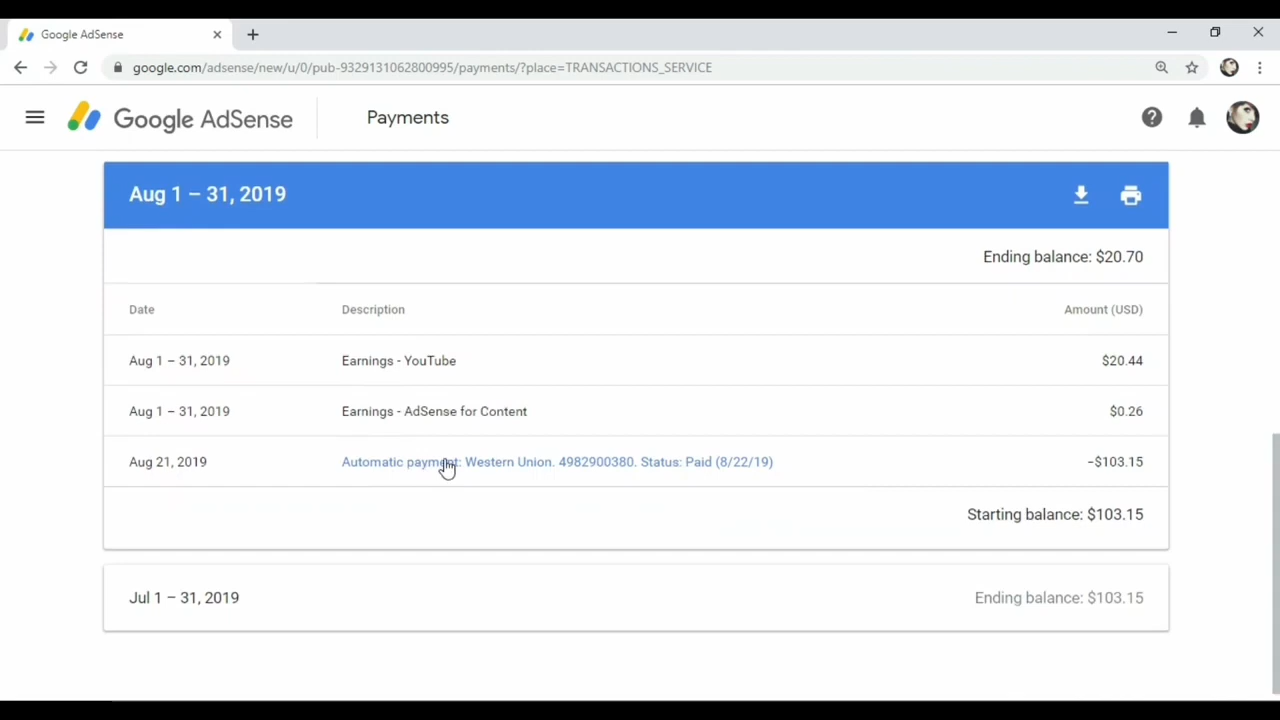 Google AdSense
google.com/adsense/new/u/0/pub-9329131062800995/payments/?place=TRANSACTIONS_SERVICE
Google AdSense Payments
Aug 1 – 31, 2019
Ending balance: $20.70
Date Description Amount (USD)
Aug 1 – 31, 2019 Earnings - YouTube $20.44
Aug 1 – 31, 2019 Earnings - AdSense for Content $0.26
Aug 21, 2019 Automatic payment: Western Union. 4982900380. Status: Paid (8/22/19) -$103.15
Starting balance: $103.15
Jul 1 – 31, 2019 Ending balance: $103.15